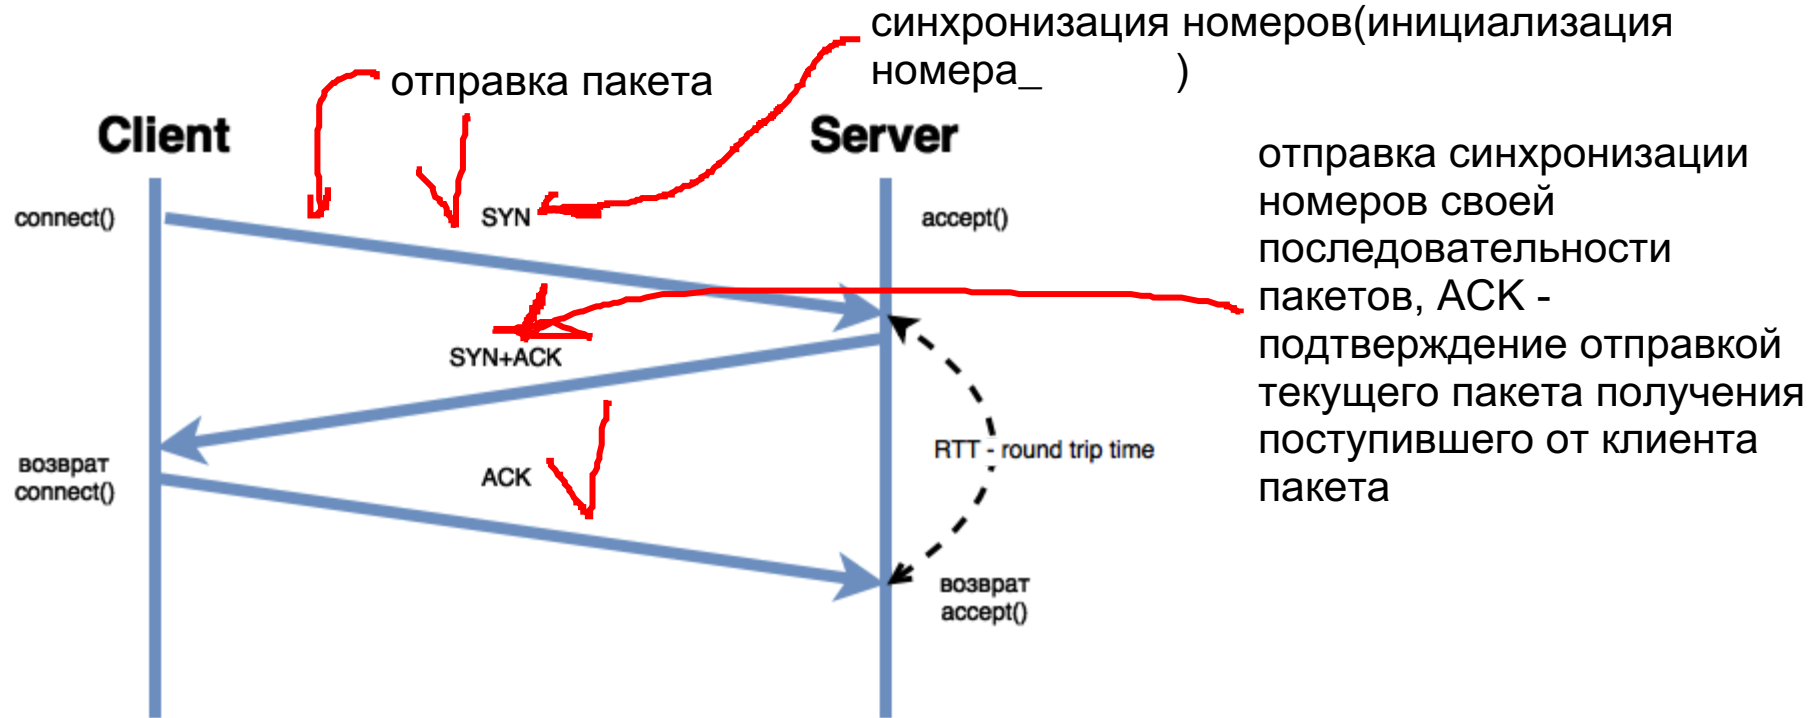 синхронизация номеров(инициализация
номера_ )
отправка пакета
Client
Server
connect()
SYN
accept()
отправка синхронизации
номеров своей
последовательности
пакетов, ACK -
подтверждение отправкой
текущего пакета получения
поступившего от клиента
пакета
SYN+ACK
RTT - round trip time
возврат
connect()
ACK
возврат
accept()